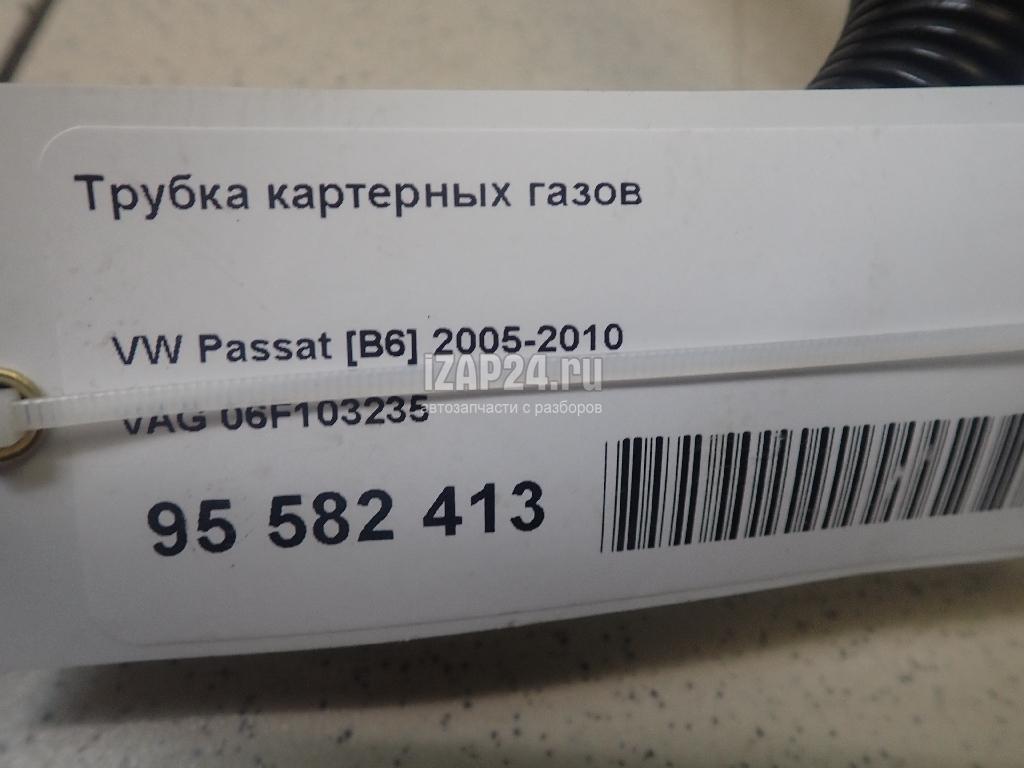 Трубка картерных газов
VW Passat [B6] 2005-2010
iZAP24.ru
автозапчасти с разборов
VAG 06F103235
95 582 413